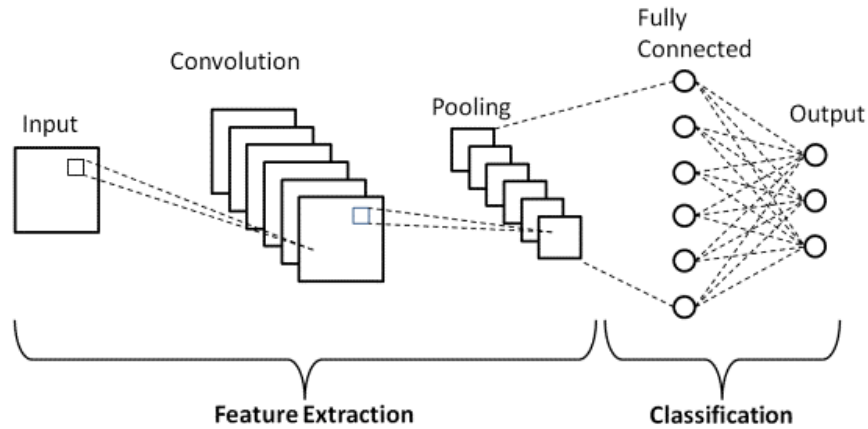 Fully
Connected
Convolution
Pooling
Output
Input
Feature Extraction
Classification